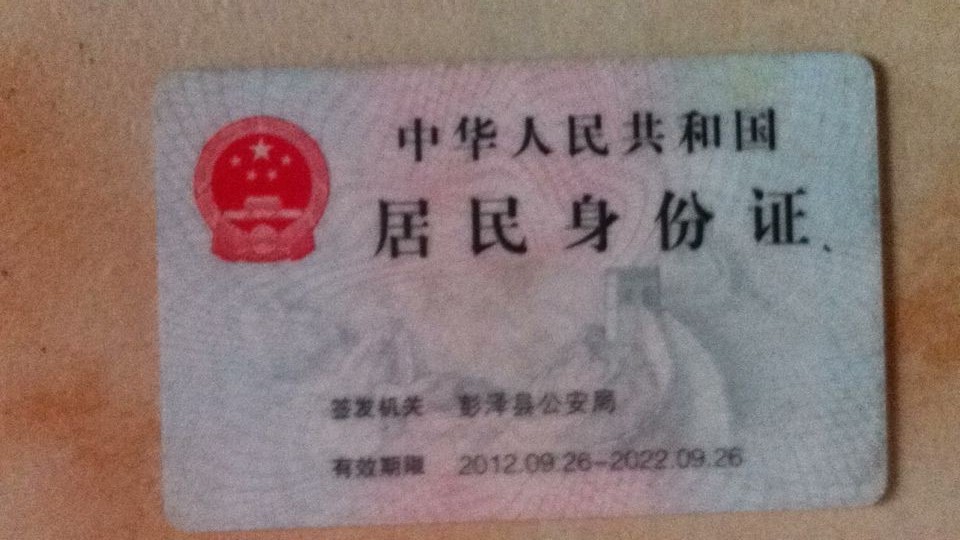 中华人民共和国
居民身份证
签发机关 彭泽县公安局
有效期限 2012.09.26-2022.09.26